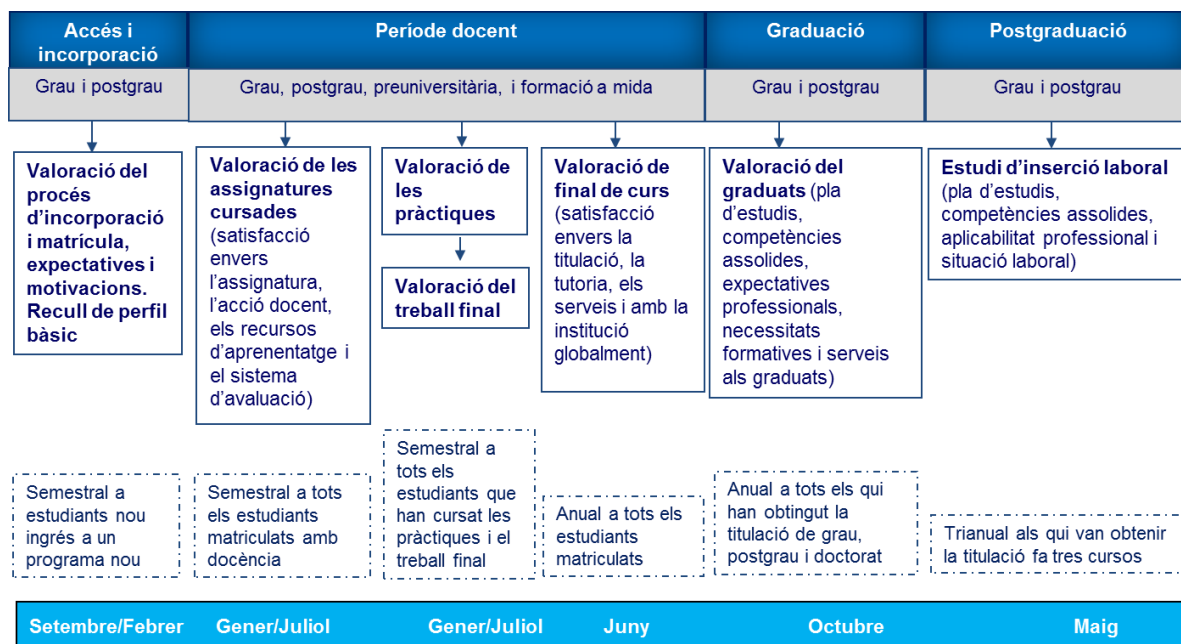 Accés i
incorporació
Període docent
Graduació
Postgraduació
Grau i postgrau
Grau, postgrau, preuniversitària, i formació a mida
Grau i postgrau
Grau i postgrau
Valoració del
procés
d’incorporació
i matrícula,
expectatives i
motivacions.
Recull de perfil
bàsic
Valoració de les
assignatures
cursades
(satisfacció
envers
l’assignatura,
l’acció docent,
els recursos
d’aprenentatge i
el sistema
d’avaluació)
Valoració de
les
pràctiques
Valoració del
treball final
Valoració de
final de curs
(satisfacció
envers la
titulació, la
tutoria, els
serveis i amb la
institució
globalment)
Valoració del
graduats (pla
d’estudis,
competències
assolides,
expectatives
professionals,
necessitats
formatives i serveis
als graduats)
Estudi d’inserció laboral
(pla d’estudis,
competències assolides,
aplicabilitat professional i
situació laboral)
Semestral a
estudiants nou
ingrés a un
programa nou
Semestral a tots
els estudiants
matriculats amb
docència
Semestral a
tots els
estudiants que
han cursat les
pràctiques i el
treball final
Anual a tots els
estudiants
matriculats
Anual a tots els qui
han obtingut la
titulació de grau,
postgrau i doctorat
Trianual als qui van obtenir
la titulació fa tres cursos
Setembre/Febrer
Gener/Juliol
Gener/Juliol
Juny
Octubre
Maig